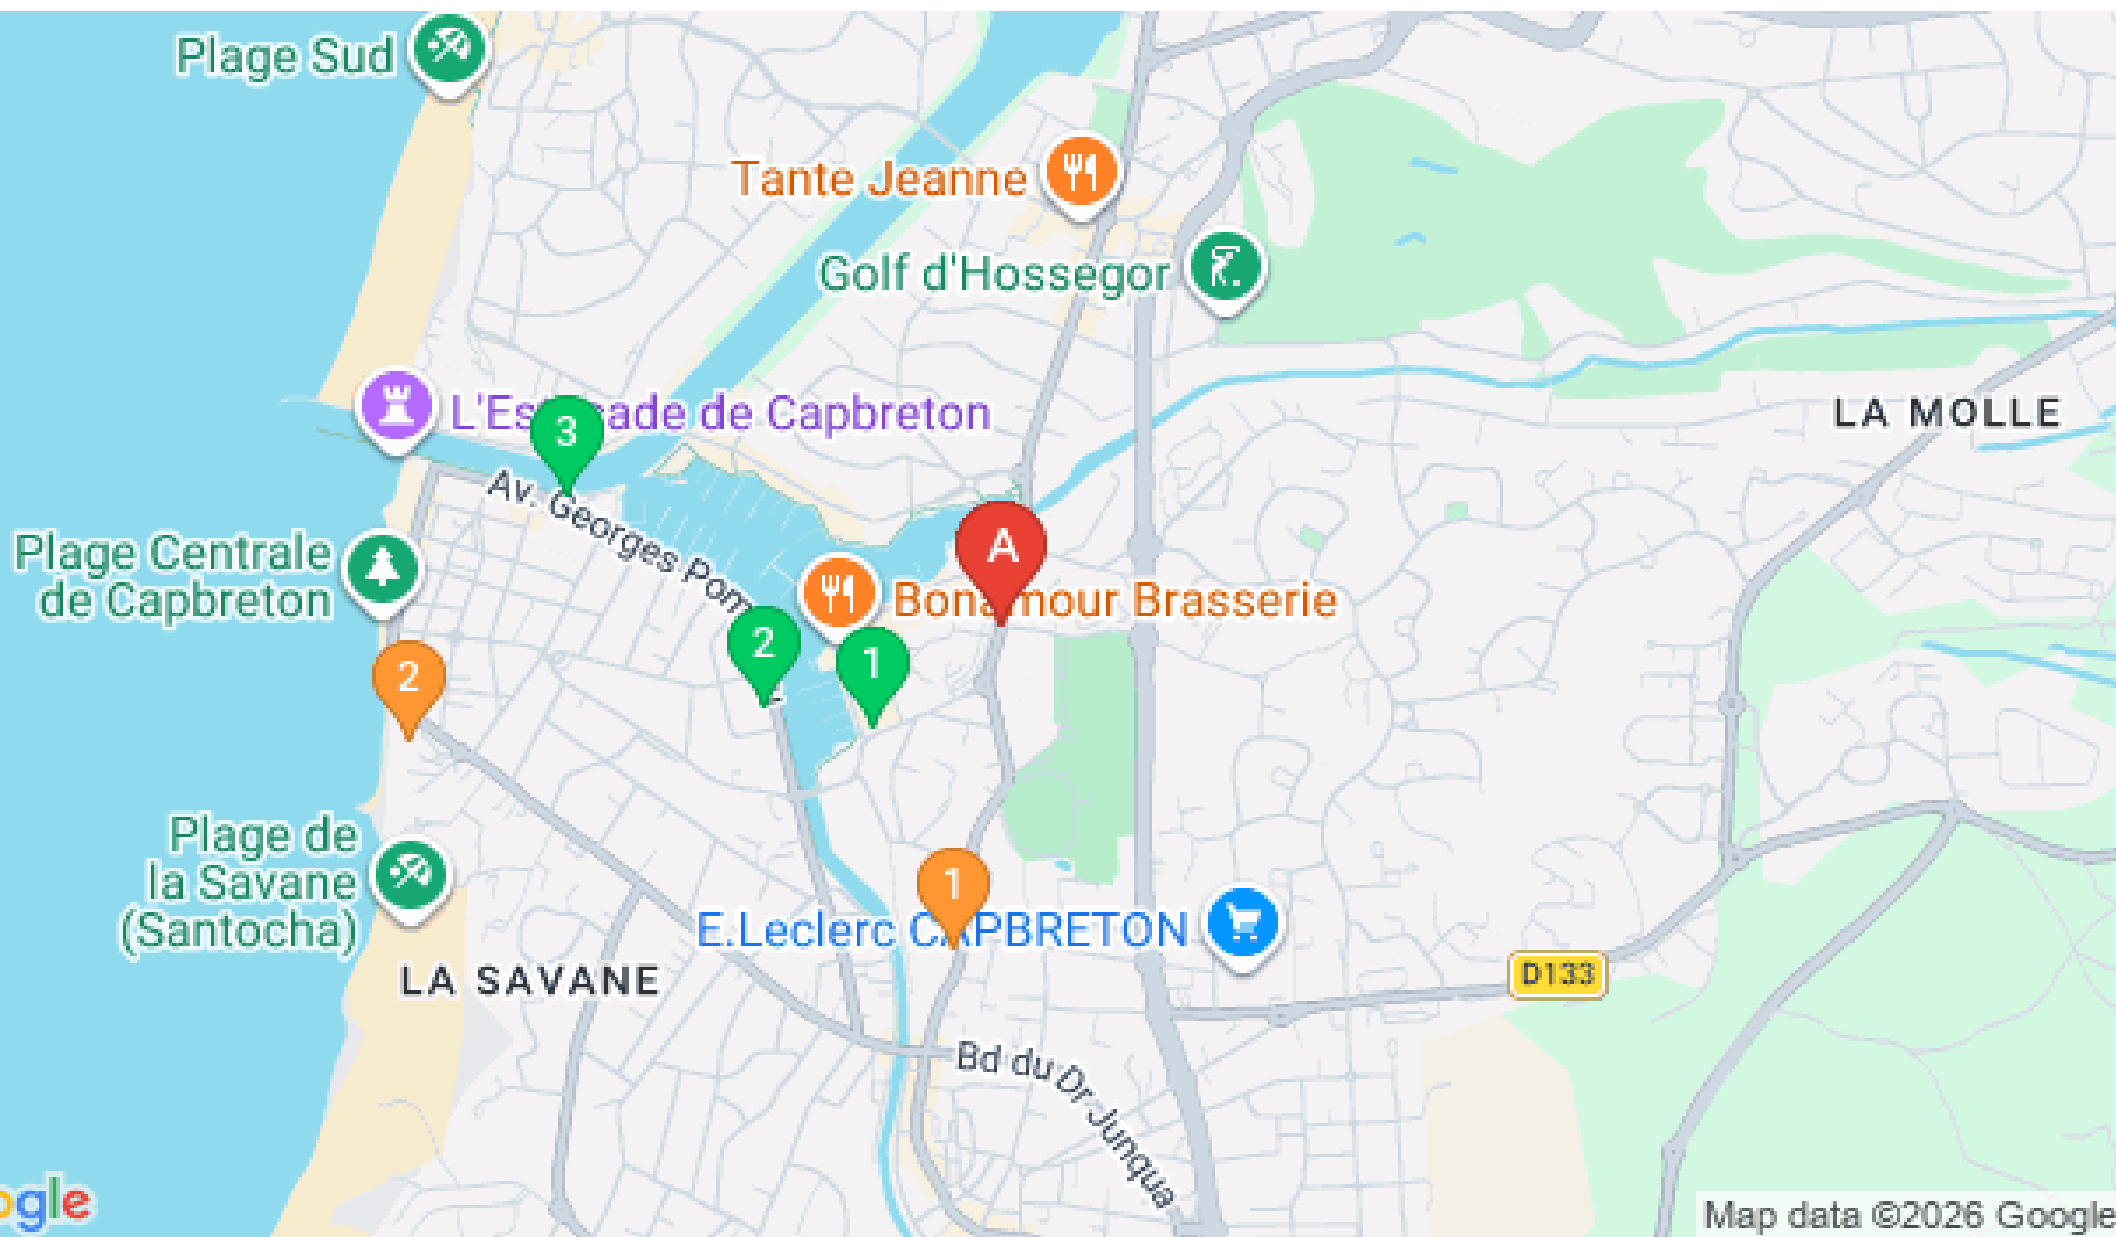 Plage Sud
Tante Jeanne
Golf d'Hossegor
L'Es
ade de Capbreton
3
LA MOLLE
Av. Georges Pom
A
Plage Centrale
de Capbreton
Bon
mour Brasserie
2
1
2
Plage de
la Savane
(Santocha)
1
E.Leclerc C
PBRETON
LA SAVANE
D133
Bd du Dr Junqua
ogle
Map data ©2026 Google